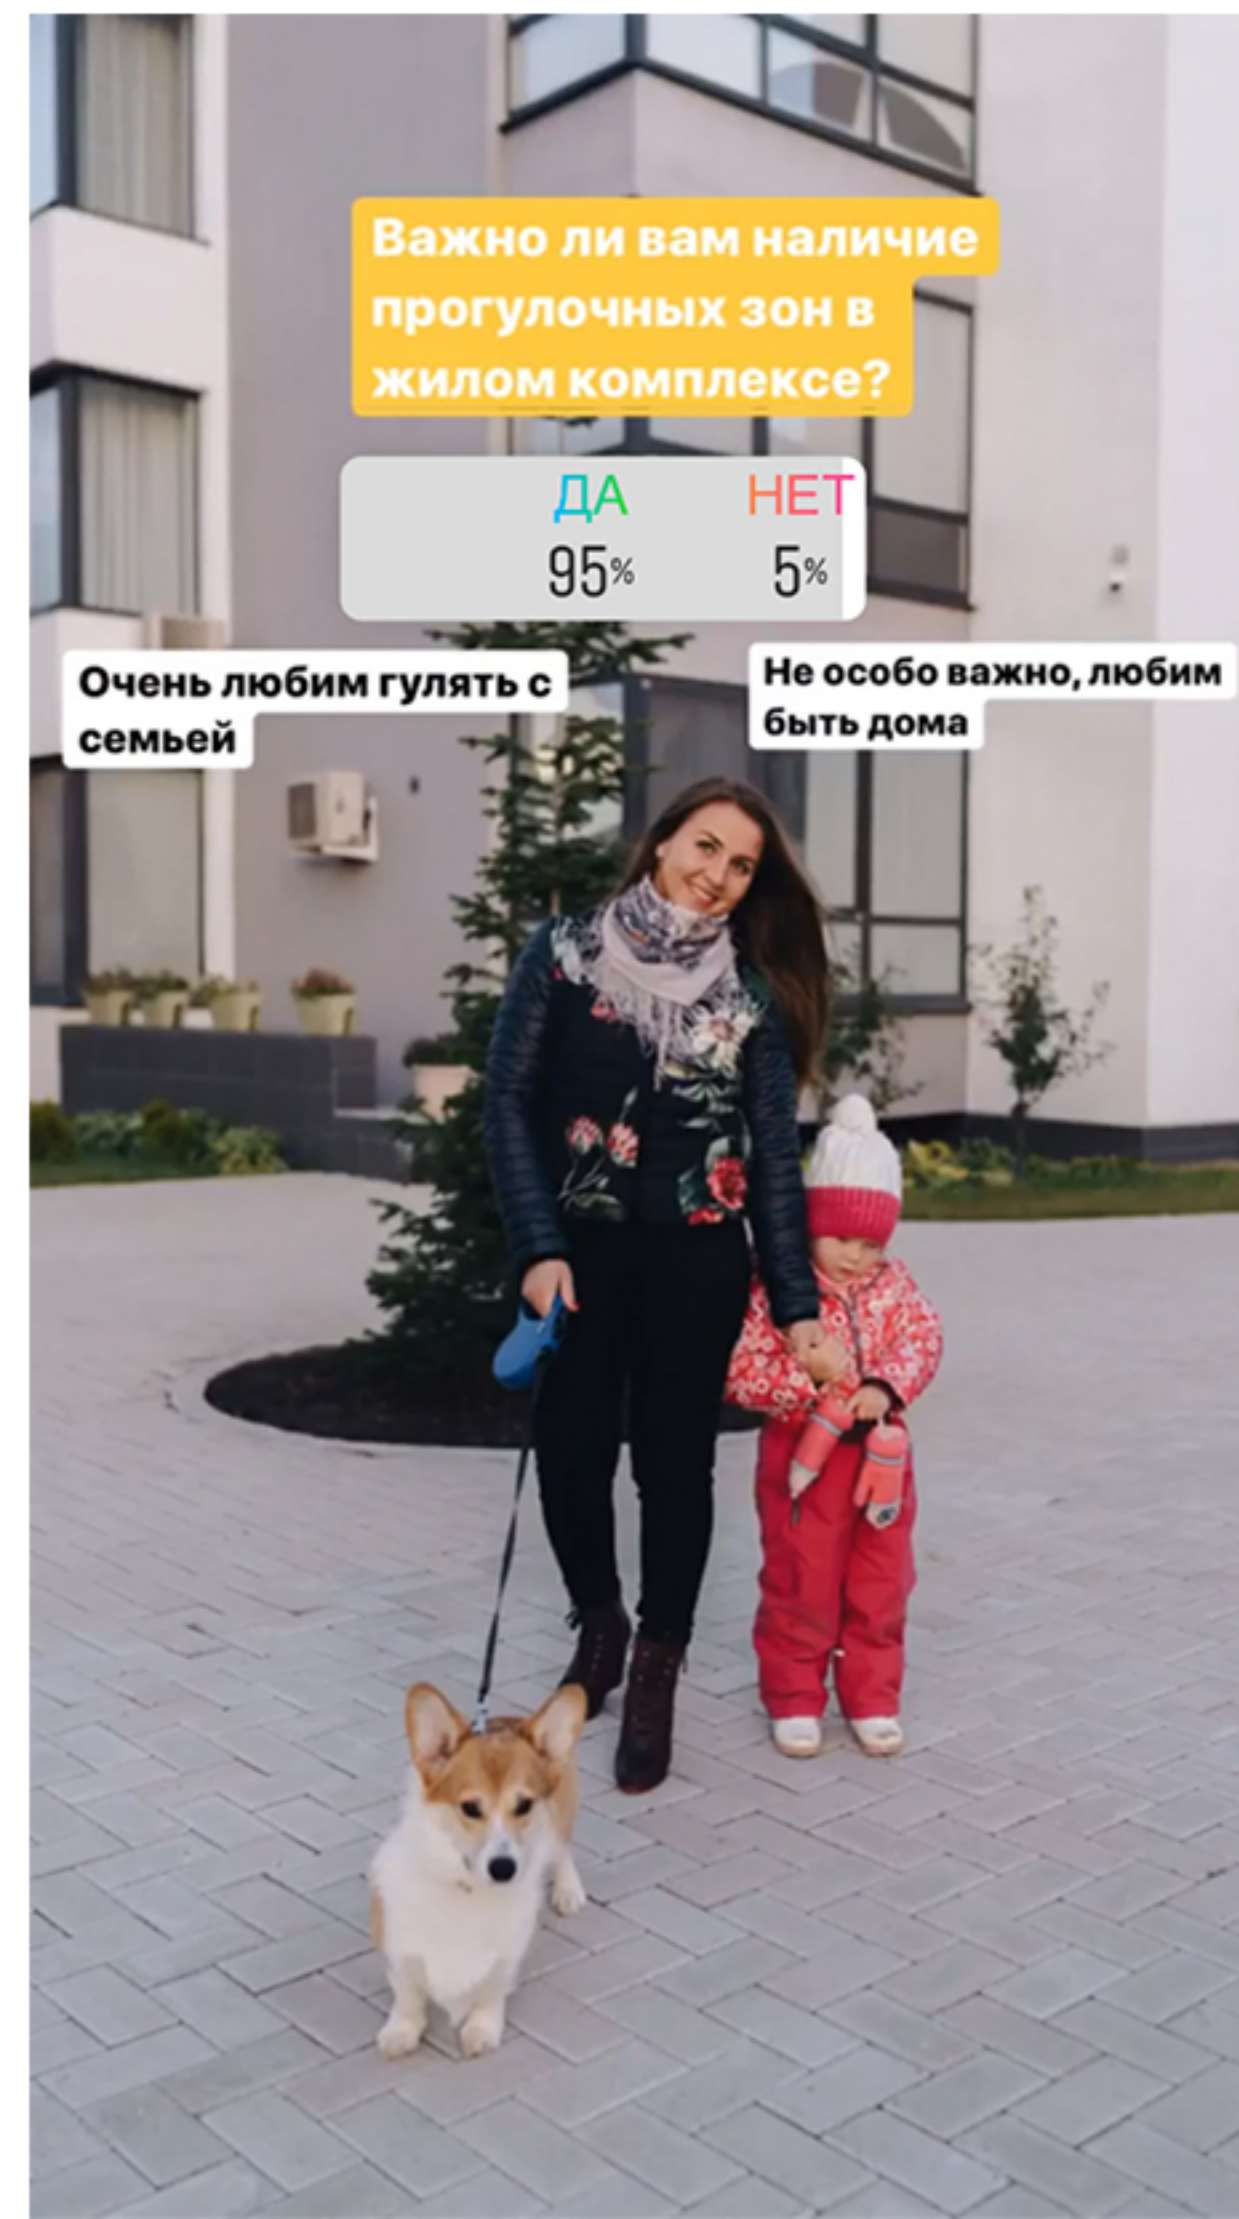 Важно ли вам наличие
прогулочных зон в
жилом комплексе?
ДА НЕТ
95% 5%
Очень любим гулять с
семьей
Не особо важно, любим
быть дома